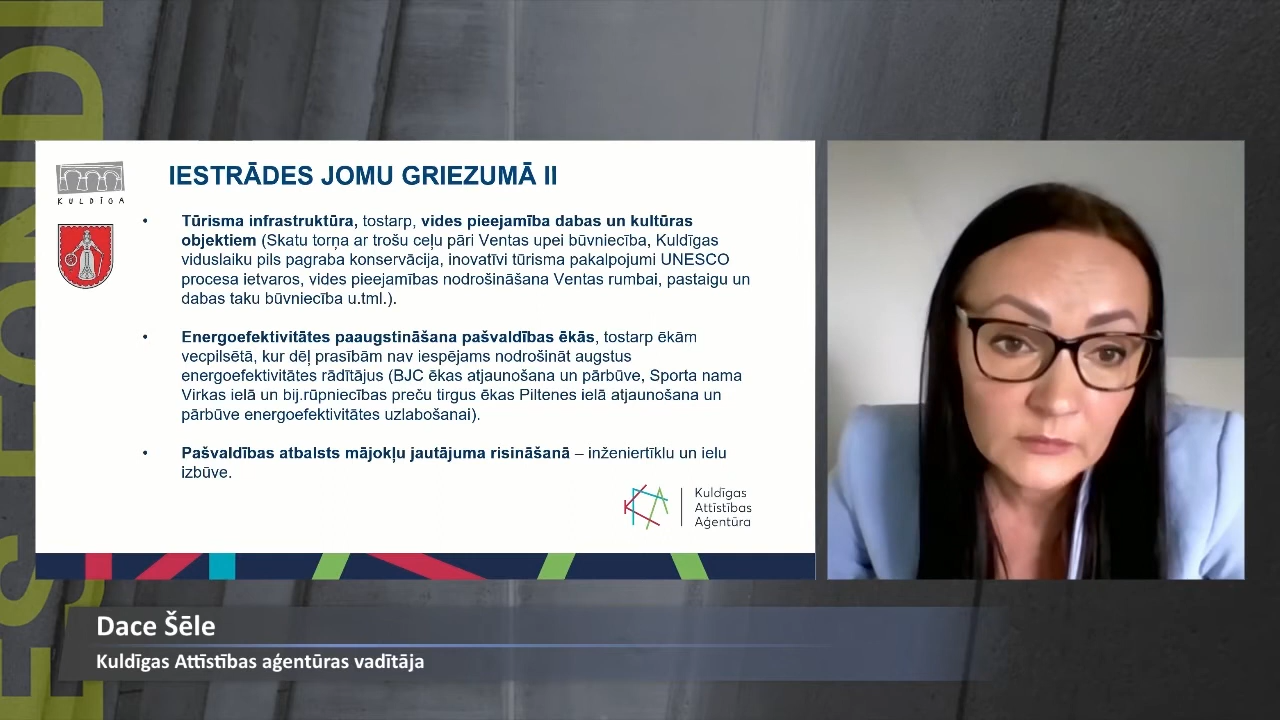 ES FONDI
KULDĪGA
IESTRĀDES JOMU GRIEZUMĀ II
• Tūrisma infrastruktūra, tostarp, vides pieejamība dabas un kultūras
objektiem (Skatu torņa ar trošu ceļu pāri Ventas upei būvniecība, Kuldīgas
viduslaiku pils pagraba konservācija, inovatīvi tūrisma pakalpojumi UNESCO
procesa ietvaros, vides pieejamības nodrošināšana Ventas rumbai, pastaigu un
dabas taku būvniecība u.tml.).
• Energoefektivitātes paaugstināšana pašvaldības ēkās, tostarp ēkām
vecpilsētā, kur dēļ prasībām nav iespējams nodrošināt augstus
energoefektivitātes rādītājus (BJC ēkas atjaunošana un pārbūve, Sporta nama
Virkas ielā un bij.rūpniecības preču tirgus ēkas Piltenes ielā atjaunošana un
pārbūve energoefektivitātes uzlabošanai).
• Pašvaldības atbalsts mājokļu jautājuma risināšanā – inženiertīklu un ielu
izbūve.
Kuldīgas
Attīstības
Aģentūra
Dace Šēle
Kuldīgas Attīstības aģentūras vadītāja